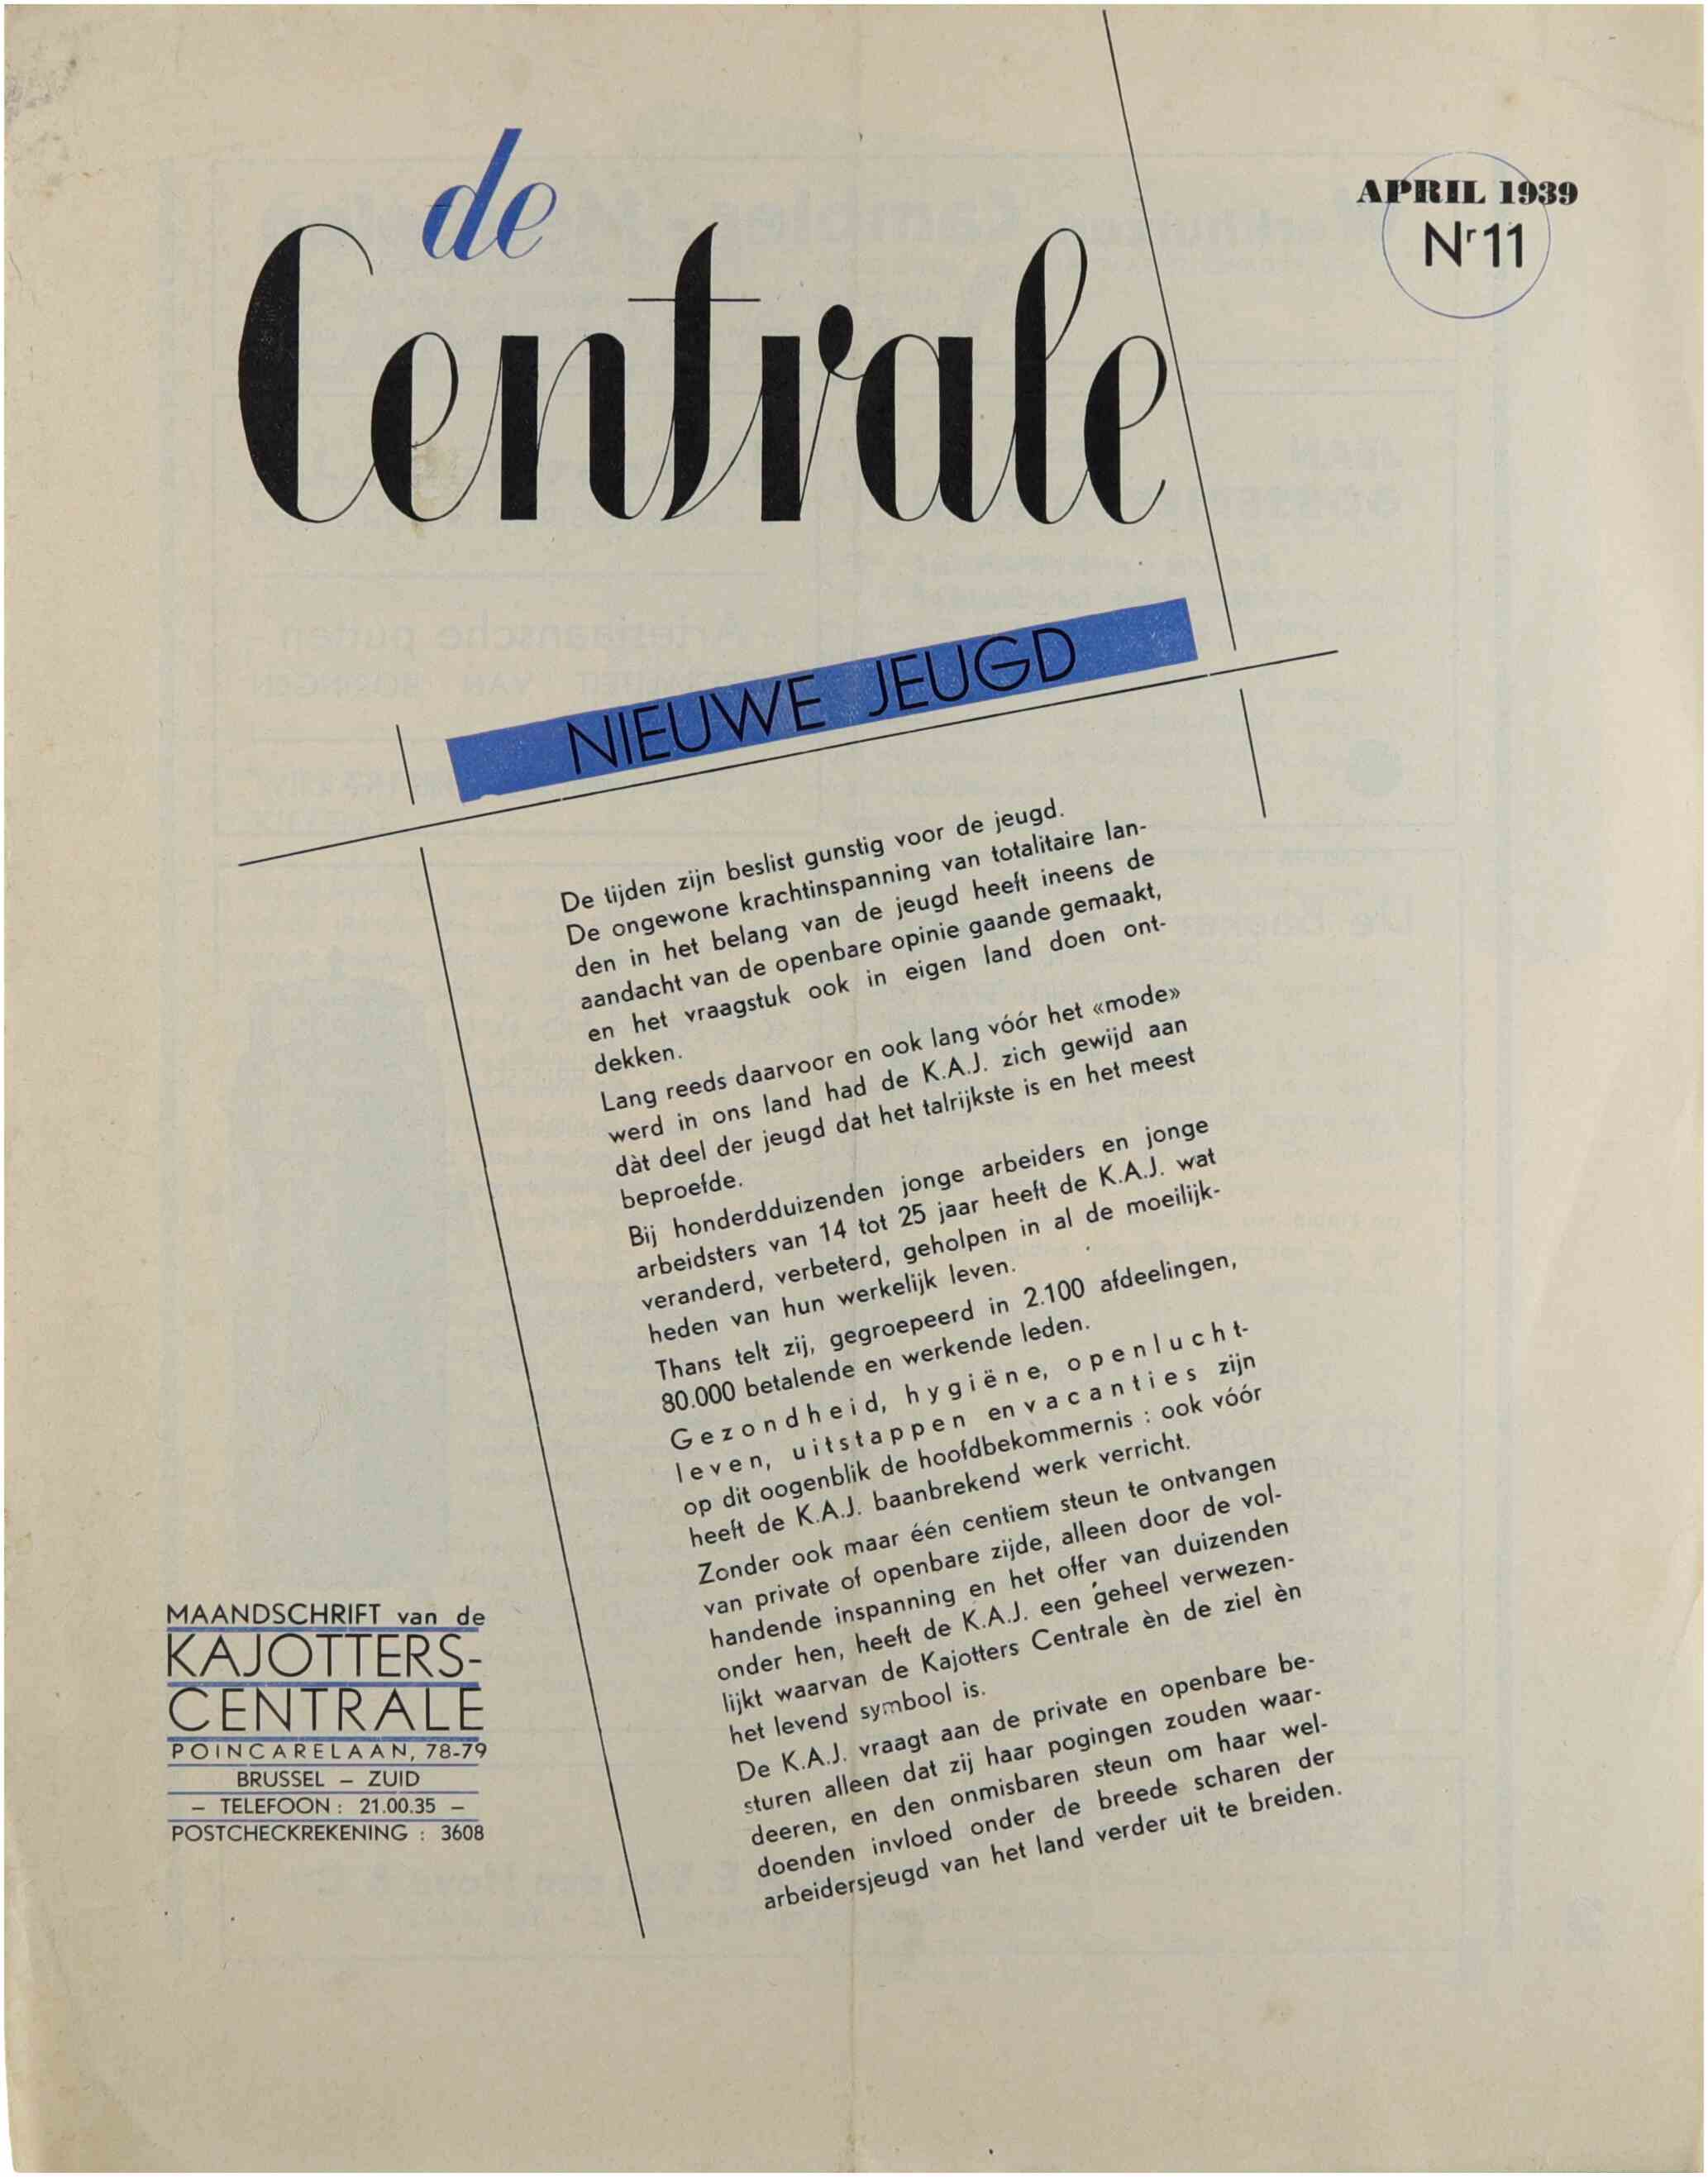 de
Centrale
APRIL 1939
Nr 11
NIEUWE JEUGD
De tijden zijn beslist gunstig voor de jeugd.
De ongewone krachtinspanning van totalitaire lan-
den in het belang van de jeugd heeft ineens de
aandacht van de openbare opinie gaande gemaakt,
en het vraagstuk ook in eigen land doen ont-
dekken.
Lang reeds daarvoor en ook lang vóór het «mode»
werd in ons land had de K.A.J. zich gewijd aan
dàt deel der jeugd dat het talrijkste is en het meest
beproefde.
Bij honderdduizenden jonge arbeiders en jonge
arbeidsters van 14 tot 25 jaar heeft de K.A.J. wat
veranderd, verbeterd, geholpen in al de moeilijk-
heden van hun werkelijk leven.
Thans telt zij, gegroepeerd in 2.100 afdeelingen,
80.000 betalende en werkende leden.
Gezondheid, hygiëne, openlucht-
leven, uitstappen en vacanties zijn
op dit oogenblik de hoofdbekommernis : ook vóór
heeft de K.A.J. baanbrekend werk verricht.
Zonder ook maar één centiem steun te ontvangen
van private of openbare zijde, alleen door de vol-
handende inspanning en het offer van duizenden
onder hen, heeft de K.A.J. een geheel verwezen-
lijkt waarvan de Kajotters Centrale èn de ziel èn
het levend symbool is.
De K.A.J. vraagt aan de private en openbare be-
sturen alleen dat zij haar pogingen zouden waar-
deeren, en den onmisbaren steun om haar wel-
doenden invloed onder de breede scharen der
arbeidersjeugd van het land verder uit te breiden.
MAANDSCHRIFT van de
KAJOTTERS-
CENTRALE
POINCARELAAN, 78-79
BRUSSEL – ZUID
– TELEFOON : 21.00.35 –
POSTCHECKREKENING : 3608